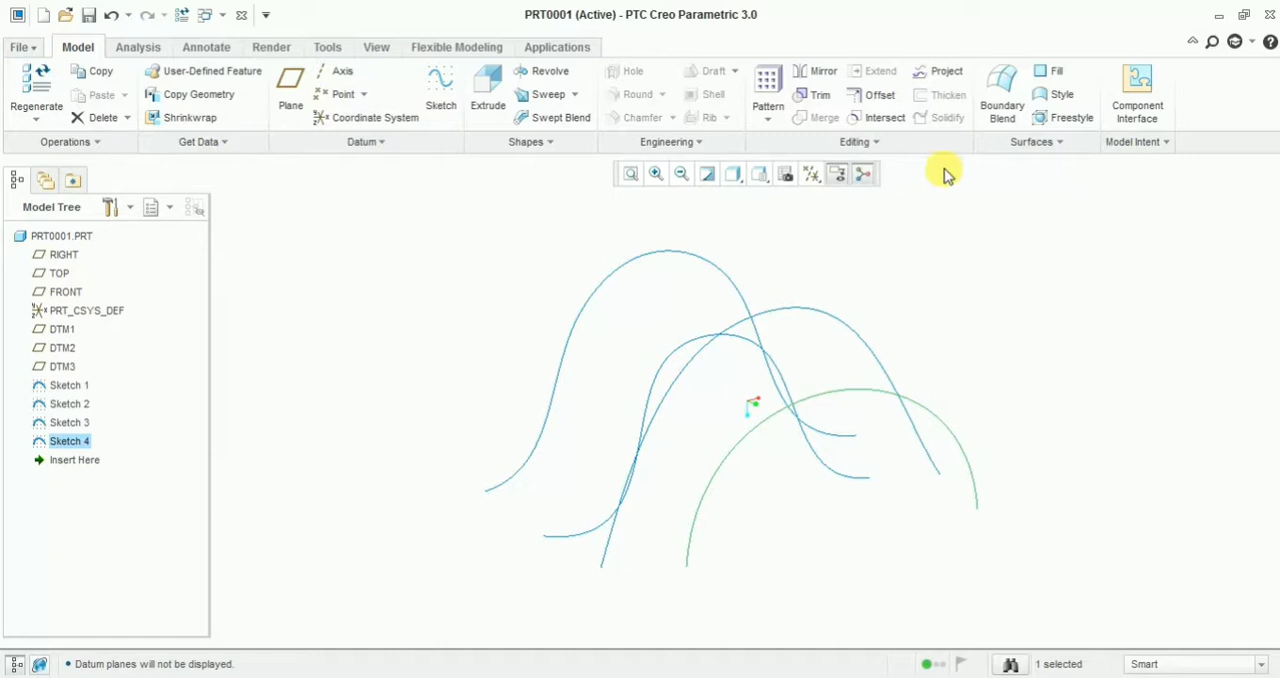 PRT0001 (Active) - PTC Creo Parametric 3.0
File Model Analysis Annotate Render Tools View Flexible Modeling Applications
Copy User-Defined Feature Axis Revolve Hole Draft Mirror Extend Project Fill
Paste Copy Geometry Point Sweep Round Shell Trim Offset Thicken Style
Regenerate Plane Sketch Extrude Pattern Boundary Blend Component Interface
Delete Shrinkwrap Coordinate System Swept Blend Chamfer Rib Merge Intersect Solidify Freestyle
Operations Get Data Datum Shapes Engineering Editing Surfaces Model Intent
Model Tree
PRT0001.PRT
RIGHT
TOP
FRONT
PRT_CSYS_DEF
DTM1
DTM2
DTM3
Sketch 1
Sketch 2
Sketch 3
Sketch 4
Insert Here
Datum planes will not be displayed. 1 selected Smart